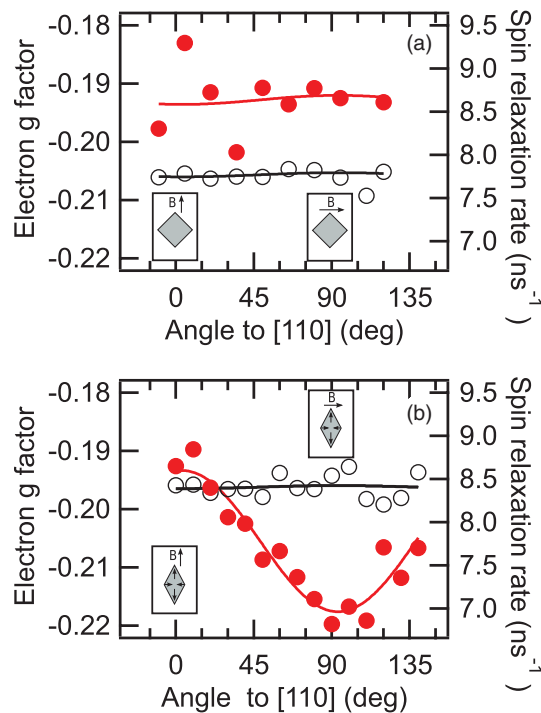 (a)
Electron g factor
-0.18
-0.19
-0.20
-0.21
-0.22
9.5
9.0
8.5
8.0
7.5
7.0
Spin relaxation rate (ns⁻¹)
B
B
0 45 90 135
Angle to [110] (deg)
(b)
Electron g factor
-0.18
-0.19
-0.20
-0.21
-0.22
9.5
9.0
8.5
8.0
7.5
7.0
Spin relaxation rate (ns⁻¹)
B
B
0 45 90 135
Angle to [110] (deg)